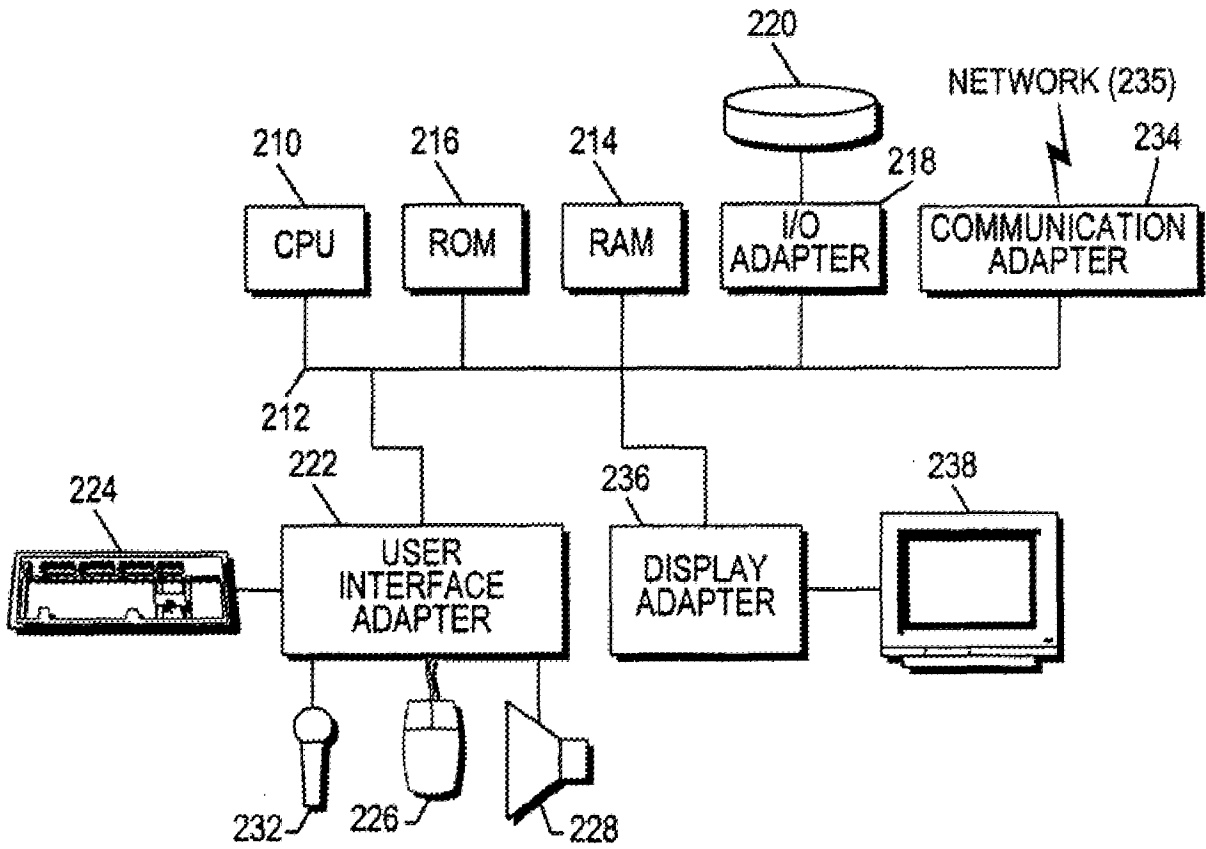 220
NETWORK (235)
210
216
214
218
234
CPU
ROM
RAM
I/O
ADAPTER
COMMUNICATION
ADAPTER
212
222
236
238
224
USER
INTERFACE
ADAPTER
DISPLAY
ADAPTER
232
226
228